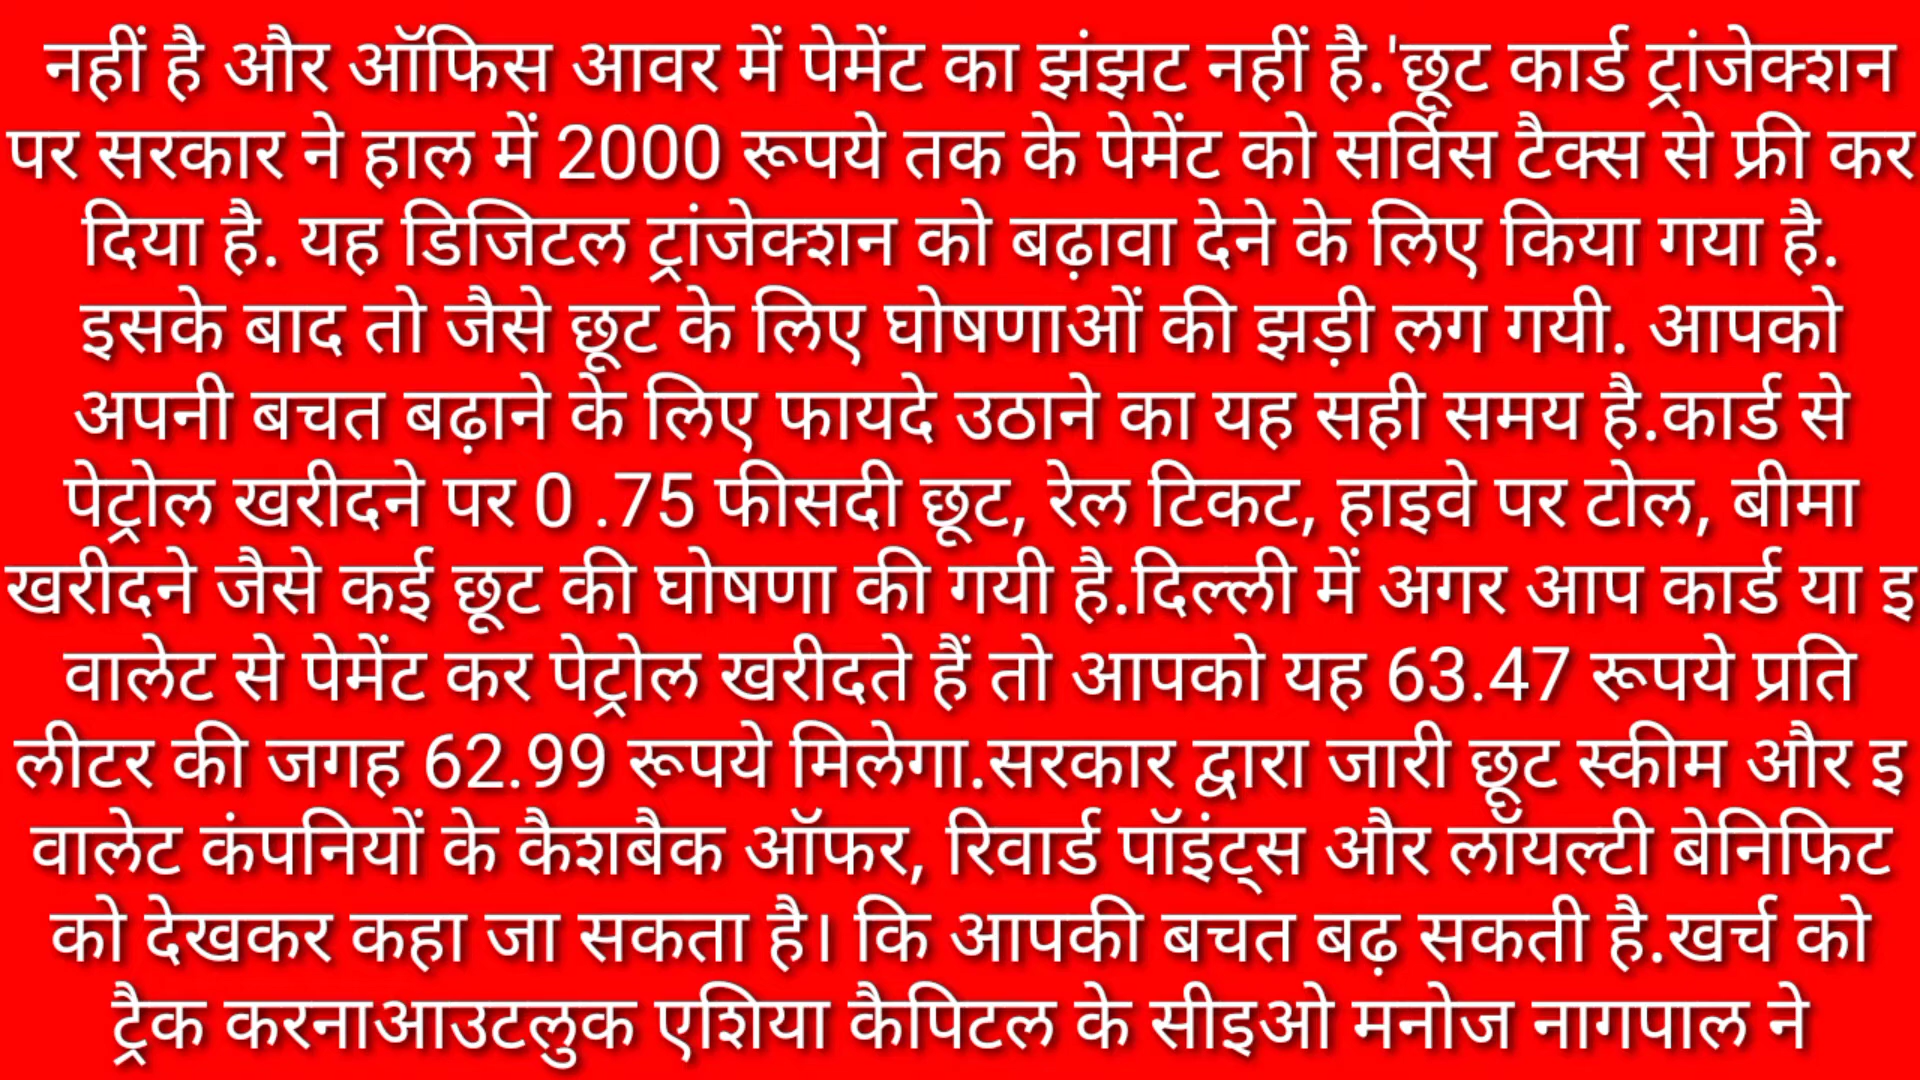 नहीं है और ऑफिस आवर में पेमेंट का झंझट नहीं है.'छूट कार्ड ट्रांजेक्शन
पर सरकार ने हाल में 2000 रूपये तक के पेमेंट को सर्विस टैक्स से फ्री कर
दिया है. यह डिजिटल ट्रांजेक्शन को बढ़ावा देने के लिए किया गया है.
इसके बाद तो जैसे छूट के लिए घोषणाओं की झड़ी लग गयी. आपको
अपनी बचत बढ़ाने के लिए फायदे उठाने का यह सही समय है.कार्ड से
पेट्रोल खरीदने पर 0 .75 फीसदी छूट, रेल टिकट, हाइवे पर टोल, बीमा
खरीदने जैसे कई छूट की घोषणा की गयी है.दिल्ली में अगर आप कार्ड या इ
वालेट से पेमेंट कर पेट्रोल खरीदते हैं तो आपको यह 63.47 रूपये प्रति
लीटर की जगह 62.99 रूपये मिलेगा.सरकार द्वारा जारी छूट स्कीम और इ
वालेट कंपनियों के कैशबैक ऑफर, रिवार्ड पॉइंट्स और लॉयल्टी बेनिफिट
को देखकर कहा जा सकता है। कि आपकी बचत बढ़ सकती है.खर्च को
ट्रैक करनाआउटलुक एशिया कैपिटल के सीइओ मनोज नागपाल ने